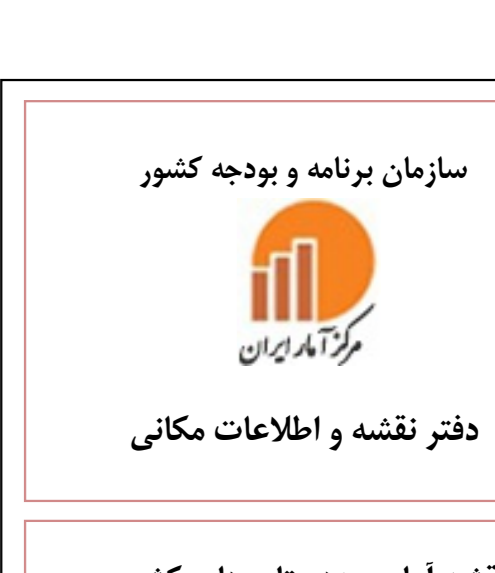 سازمان برنامه و بودجه کشور
مرکز آمار ایران
دفتر نقشه و اطلاعات مکانی